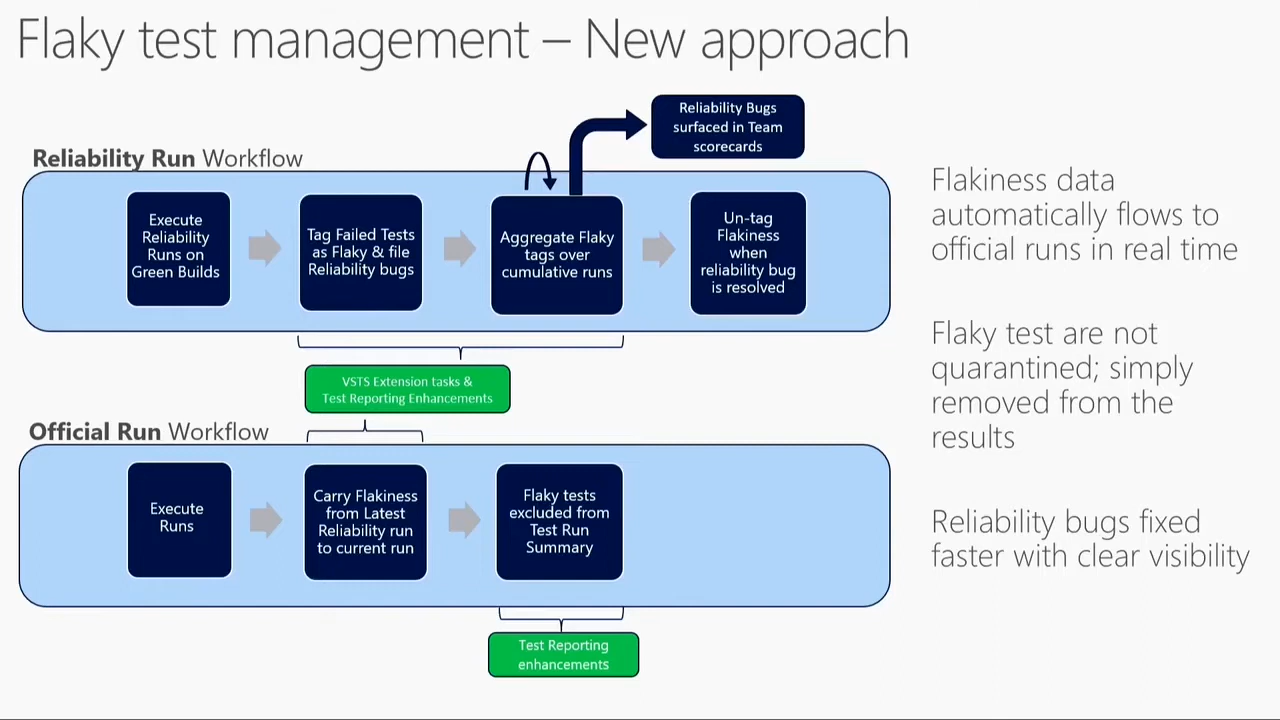 Flaky test management – New approach
Reliability Bugs
surfaced in Team
scorecards
Reliability Run Workflow
Execute
Reliability
Runs on
Green Builds
Tag Failed Tests
as Flaky & file
Reliability bugs
Aggregate Flaky
tags over
cumulative runs
Un-tag
Flakiness
when
reliability bug
is resolved
VSTS Extension tasks &
Test Reporting Enhancements
Official Run Workflow
Execute
Runs
Carry Flakiness
from Latest
Reliability run
to current run
Flaky tests
excluded from
Test Run
Summary
Test Reporting
enhancements
Flakiness data
automatically flows to
official runs in real time
Flaky test are not
quarantined; simply
removed from the
results
Reliability bugs fixed
faster with clear visibility